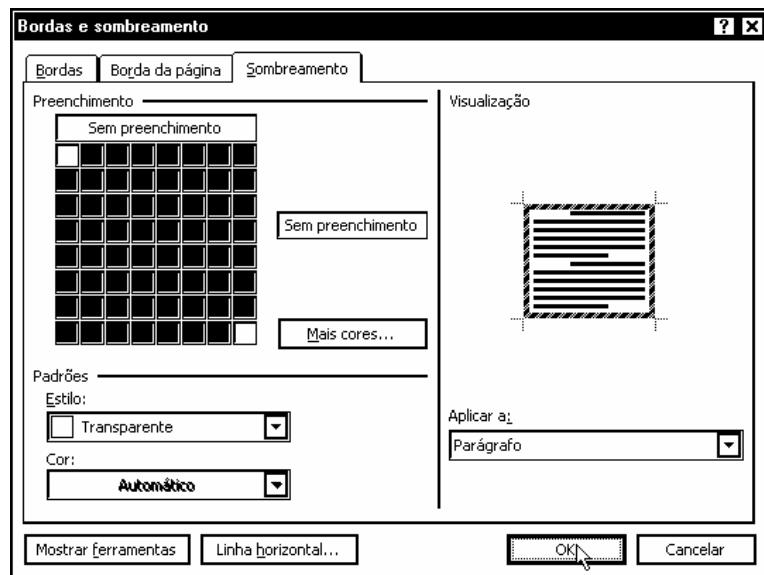 Bordas e sombreamento
Bordas
Borda da página
Sombreamento
Preenchimento
Sem preenchimento
Sem preenchimento
Mais cores...
Padrões
Estilo:
Transparente
Cor:
Automático
Visualização
Aplicar a:
Parágrafo
Mostrar ferramentas
Linha horizontal...
OK
Cancelar